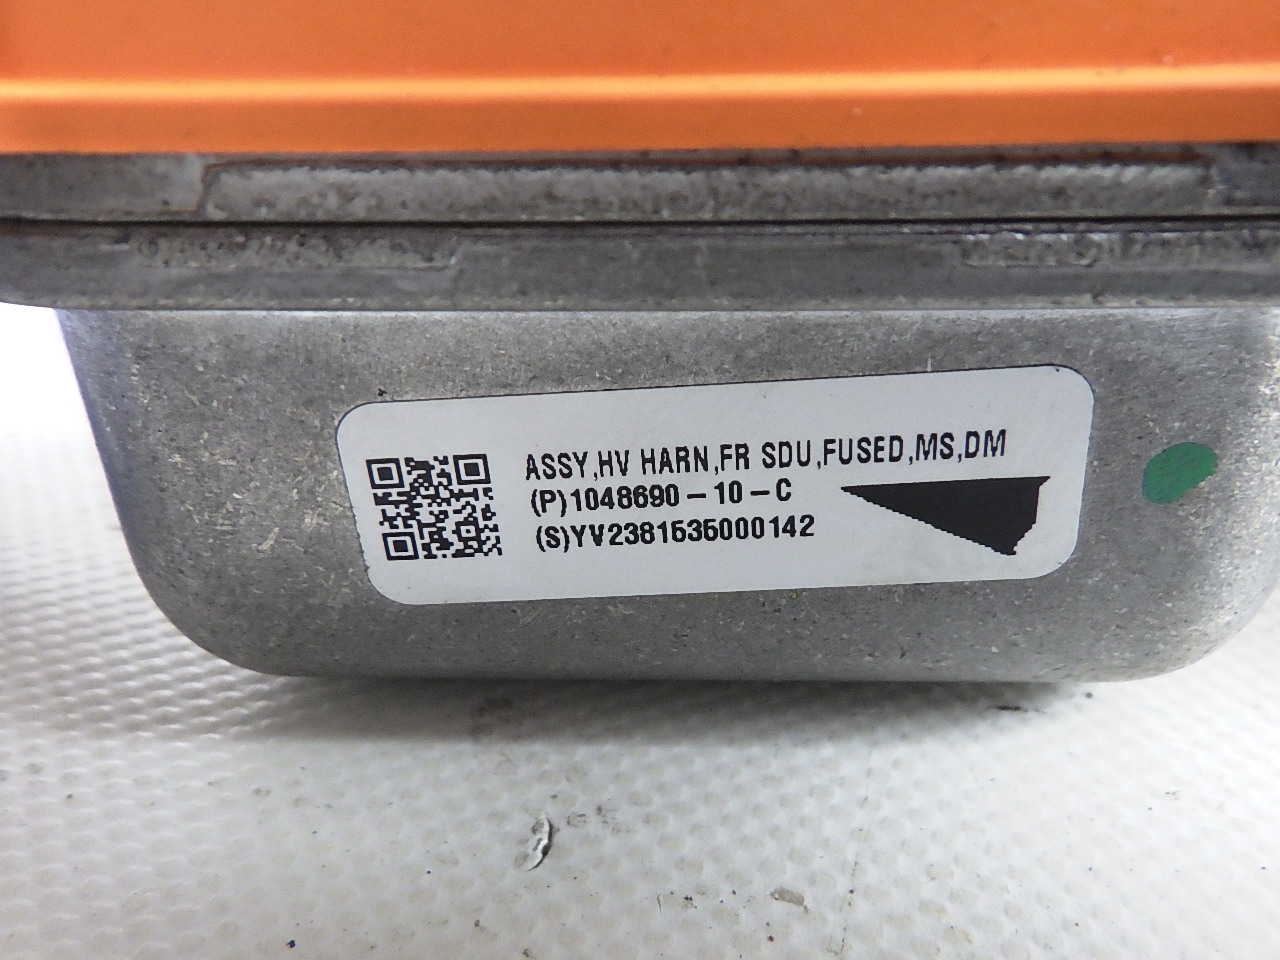 ASSY,HV HARN,FR SDU,FUSED,MS,DM
(P)1048690-10-C
(S)YV2381535000142